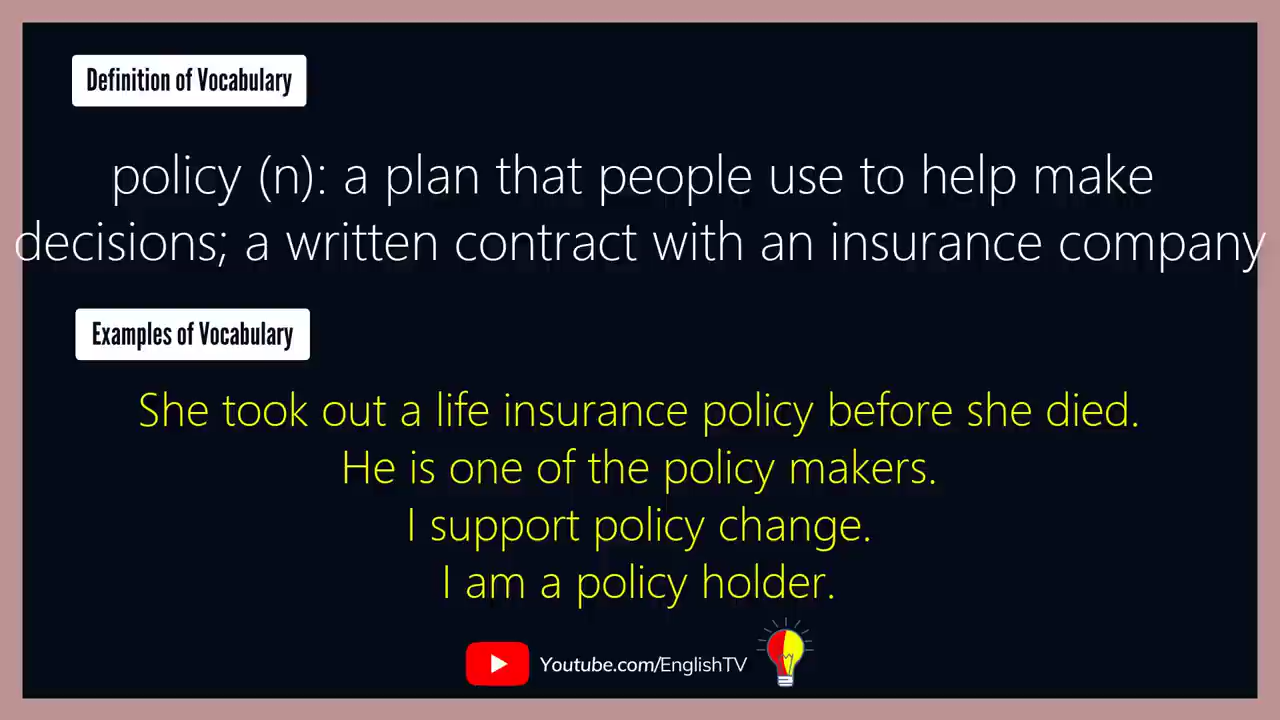 Definition of Vocabulary
policy (n): a plan that people use to help make
decisions; a written contract with an insurance company
Examples of Vocabulary
She took out a life insurance policy before she died.
He is one of the policy makers.
I support policy change.
I am a policy holder.
Youtube.com/EnglishTV